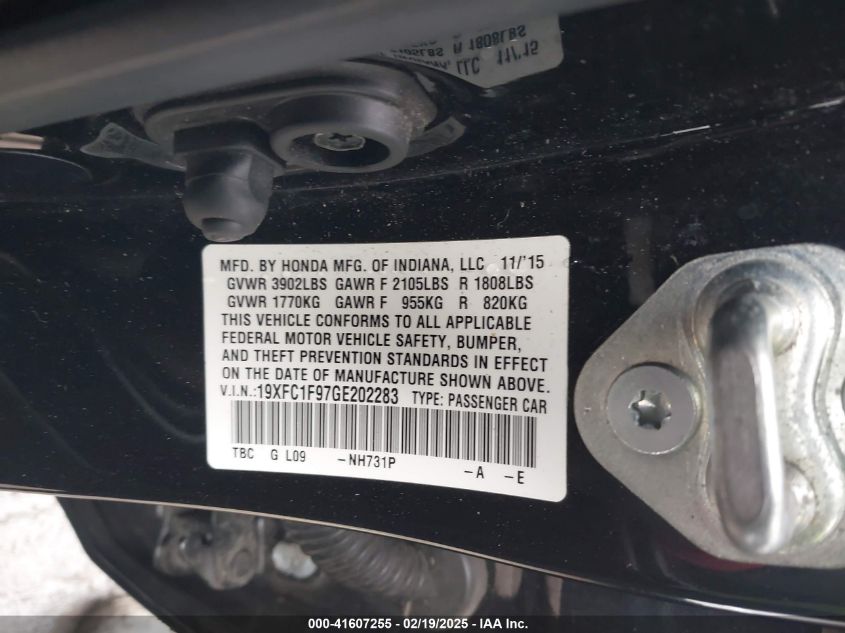 MFD. BY HONDA MFG. OF INDIANA, LLC 11/'15
GVWR 3902LBS GAWR F 2105LBS R 1808LBS
GVWR 1770KG GAWR F 955KG R 820KG
THIS VEHICLE CONFORMS TO ALL APPLICABLE
FEDERAL MOTOR VEHICLE SAFETY, BUMPER,
AND THEFT PREVENTION STANDARDS IN EFFECT
ON THE DATE OF MANUFACTURE SHOWN ABOVE.
V.I.N.:19XFC1F97GE202283 TYPE: PASSENGER CAR
TBC G L09 -NH731P -A -E
000-41607255 - 02/19/2025 - IAA Inc.